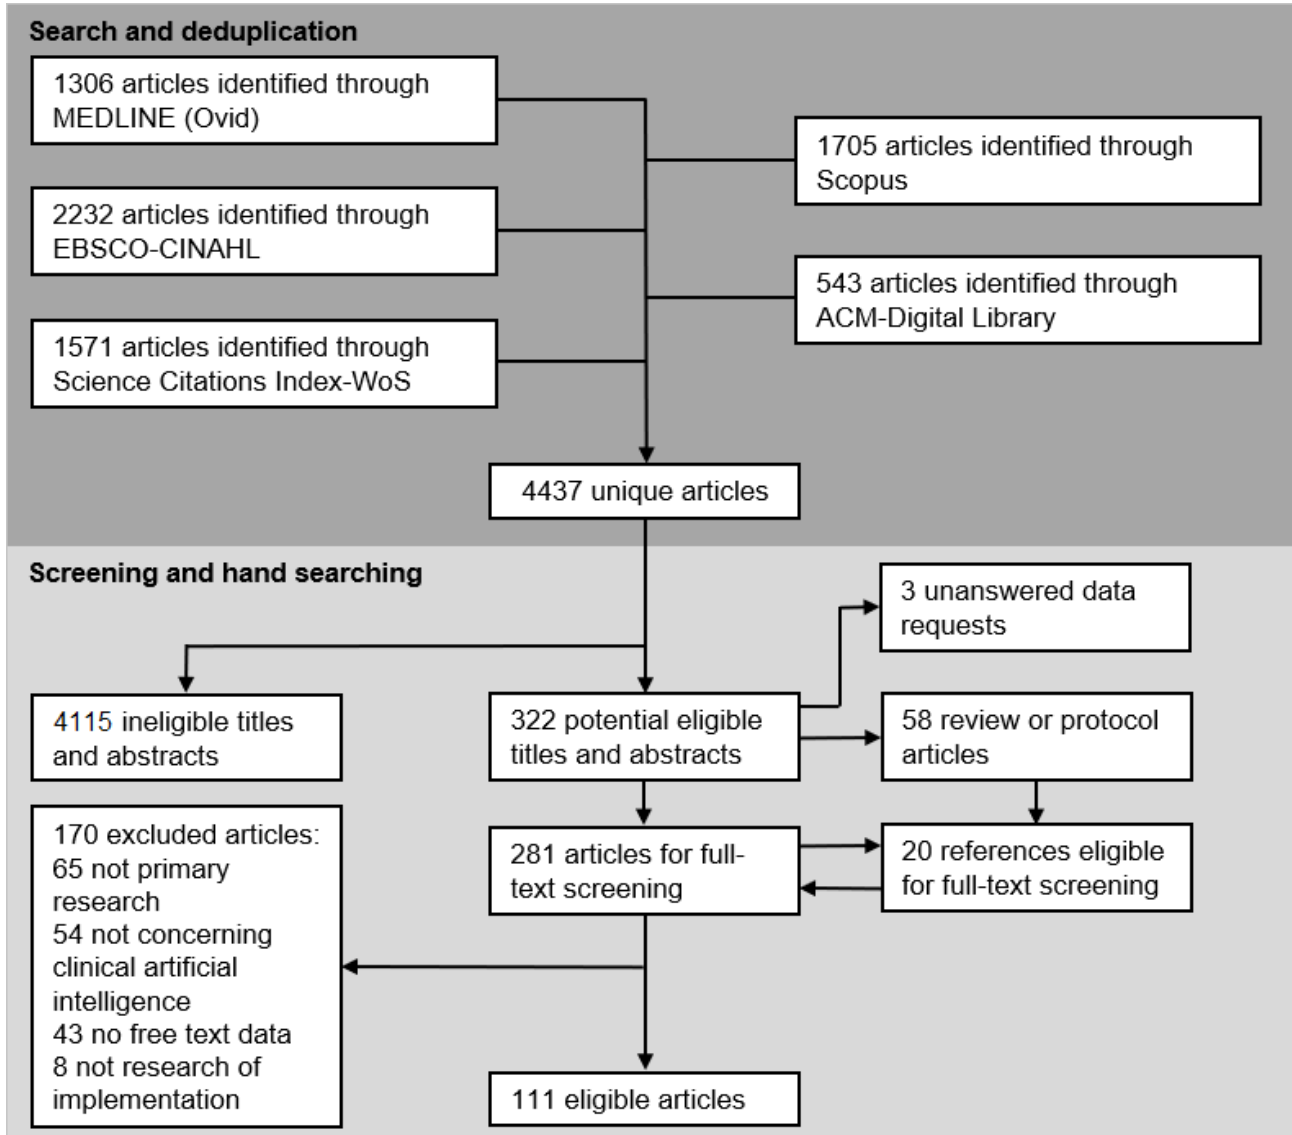 Search and deduplication
1306 articles identified through
MEDLINE (Ovid)
1705 articles identified through
Scopus
2232 articles identified through
EBSCO-CINAHL
543 articles identified through
ACM-Digital Library
1571 articles identified through
Science Citations Index-WoS
4437 unique articles
Screening and hand searching
3 unanswered data
requests
4115 ineligible titles
and abstracts
322 potential eligible
titles and abstracts
58 review or protocol
articles
170 excluded articles:
65 not primary
research
54 not concerning
clinical artificial
intelligence
43 no free text data
8 not research of
implementation
281 articles for full-
text screening
20 references eligible
for full-text screening
111 eligible articles